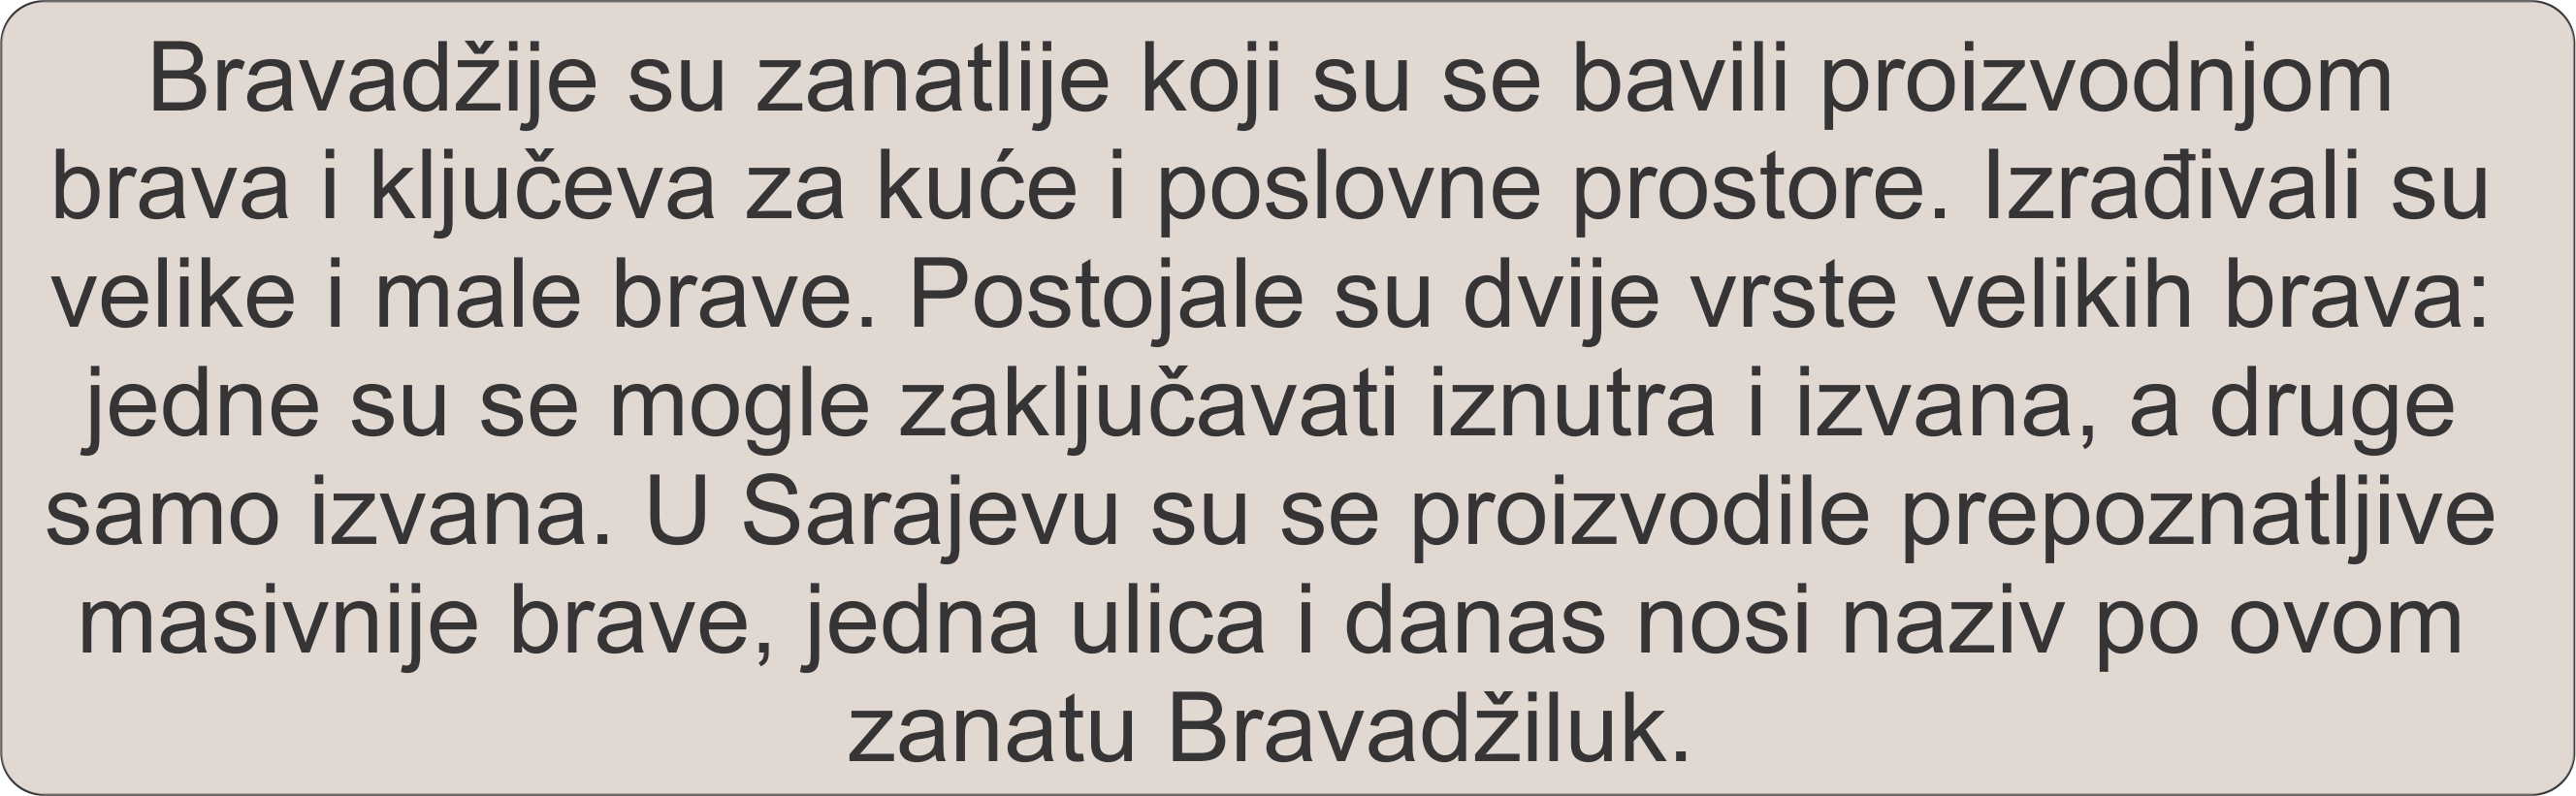 Bravadžije su zanatlije koji su se bavili proizvodnjom
brava i ključeva za kuće i poslovne prostore. Izrađivali su
velike i male brave. Postojale su dvije vrste velikih brava:
jedne su se mogle zaključavati iznutra i izvana, a druge
samo izvana. U Sarajevu su se proizvodile prepoznatljive
masivnije brave, jedna ulica i danas nosi naziv po ovom
zanatu Bravadžiluk.